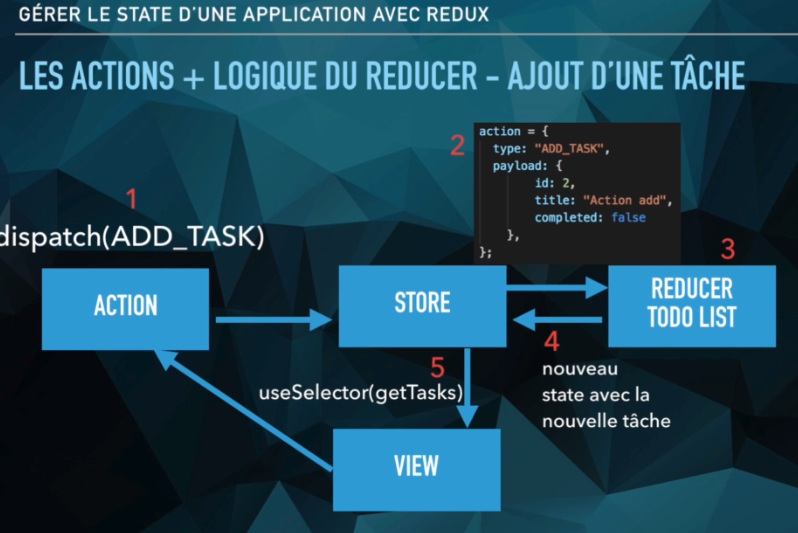 GÉRER LE STATE D'UNE APPLICATION AVEC REDUX
LES ACTIONS + LOGIQUE DU REDUCER - AJOUT D'UNE TÂCHE
1
dispatch(ADD_TASK)
2
action = {
type: "ADD_TASK",
payload: {
id: 2,
title: "Action add",
completed: false
},
};
3
ACTION
STORE
REDUCER
TODO LIST
4
nouveau
state avec la
nouvelle tâche
5
useSelector(getTasks)
VIEW